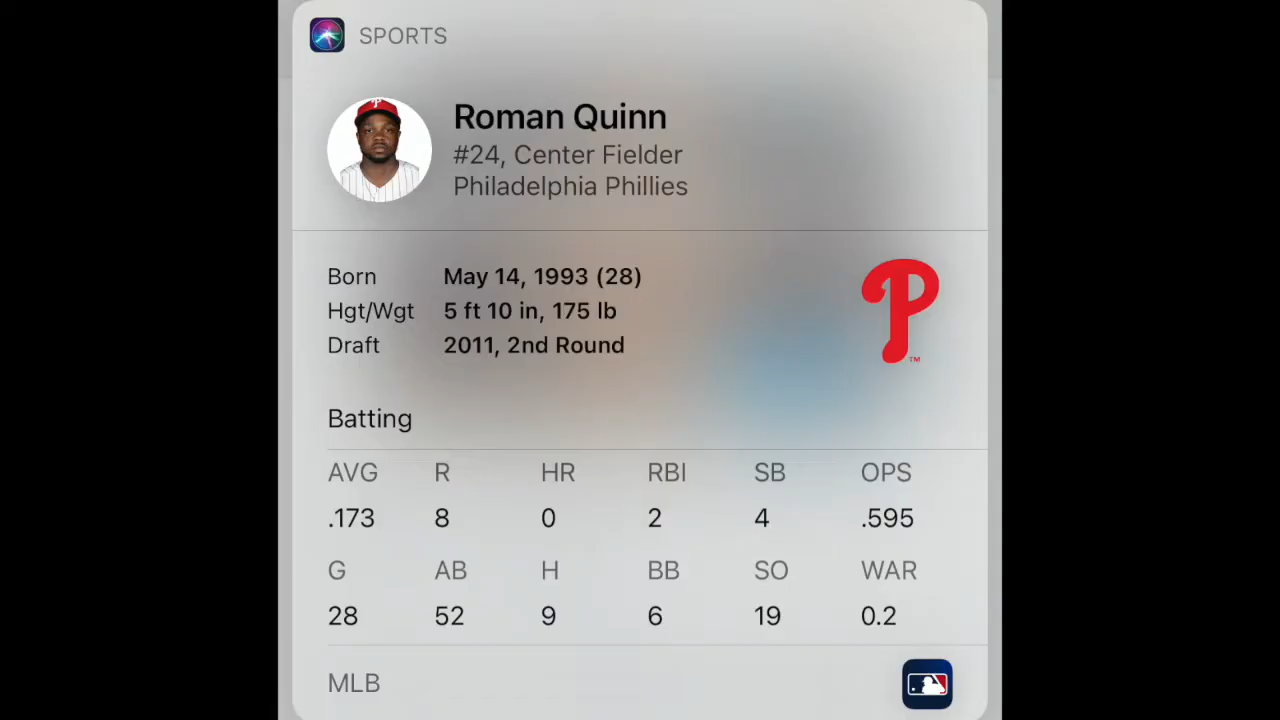 SPORTS
Roman Quinn
#24, Center Fielder
Philadelphia Phillies
Born May 14, 1993 (28)
Hgt/Wgt 5 ft 10 in, 175 lb
Draft 2011, 2nd Round
P
TM
Batting
AVG R HR RBI SB OPS
.173 8 0 2 4 .595
G AB H BB SO WAR
28 52 9 6 19 0.2
MLB